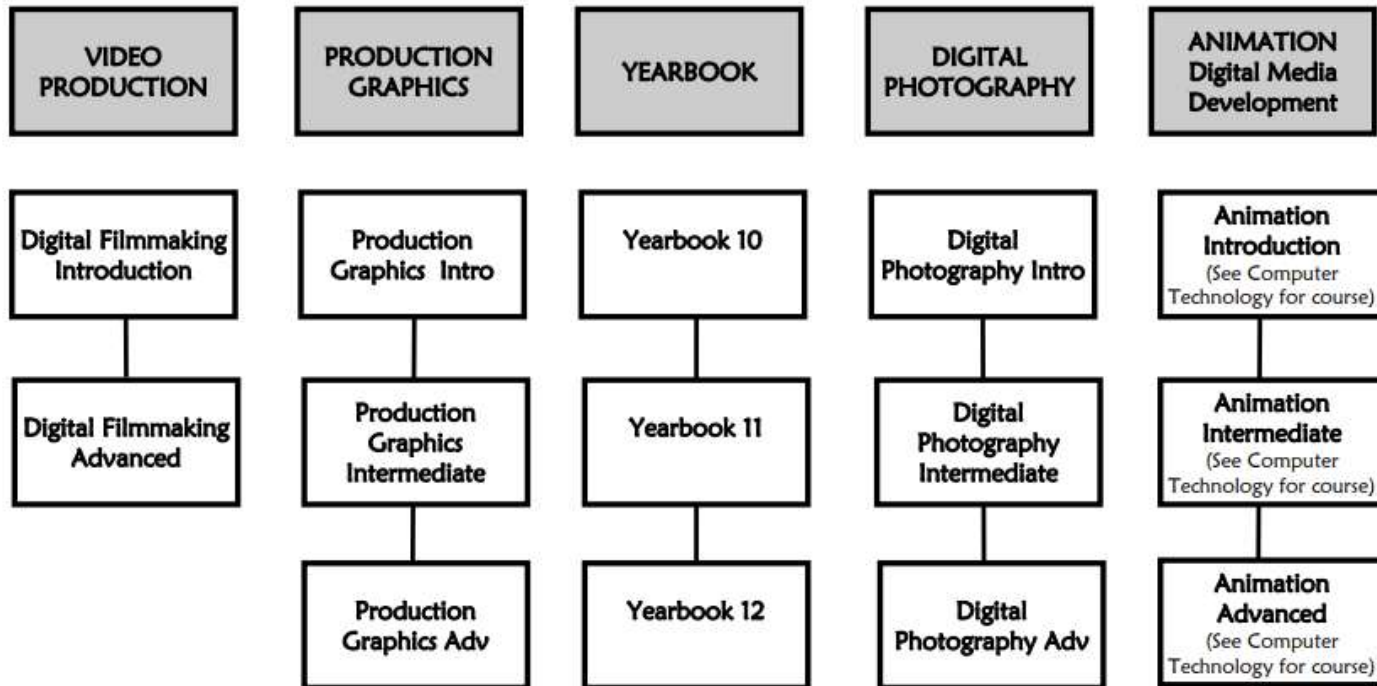 VIDEO
PRODUCTION
PRODUCTION
GRAPHICS
YEARBOOK
DIGITAL
PHOTOGRAPHY
ANIMATION
Digital Media
Development
Digital Filmmaking
Introduction
Production
Graphics Intro
Yearbook 10
Digital
Photography Intro
Animation
Introduction
(See Computer
Technology for course)
Digital Filmmaking
Advanced
Production
Graphics
Intermediate
Yearbook 11
Digital
Photography
Intermediate
Animation
Intermediate
(See Computer
Technology for course)
Production
Graphics Adv
Yearbook 12
Digital
Photography Adv
Animation
Advanced
(See Computer
Technology for course)